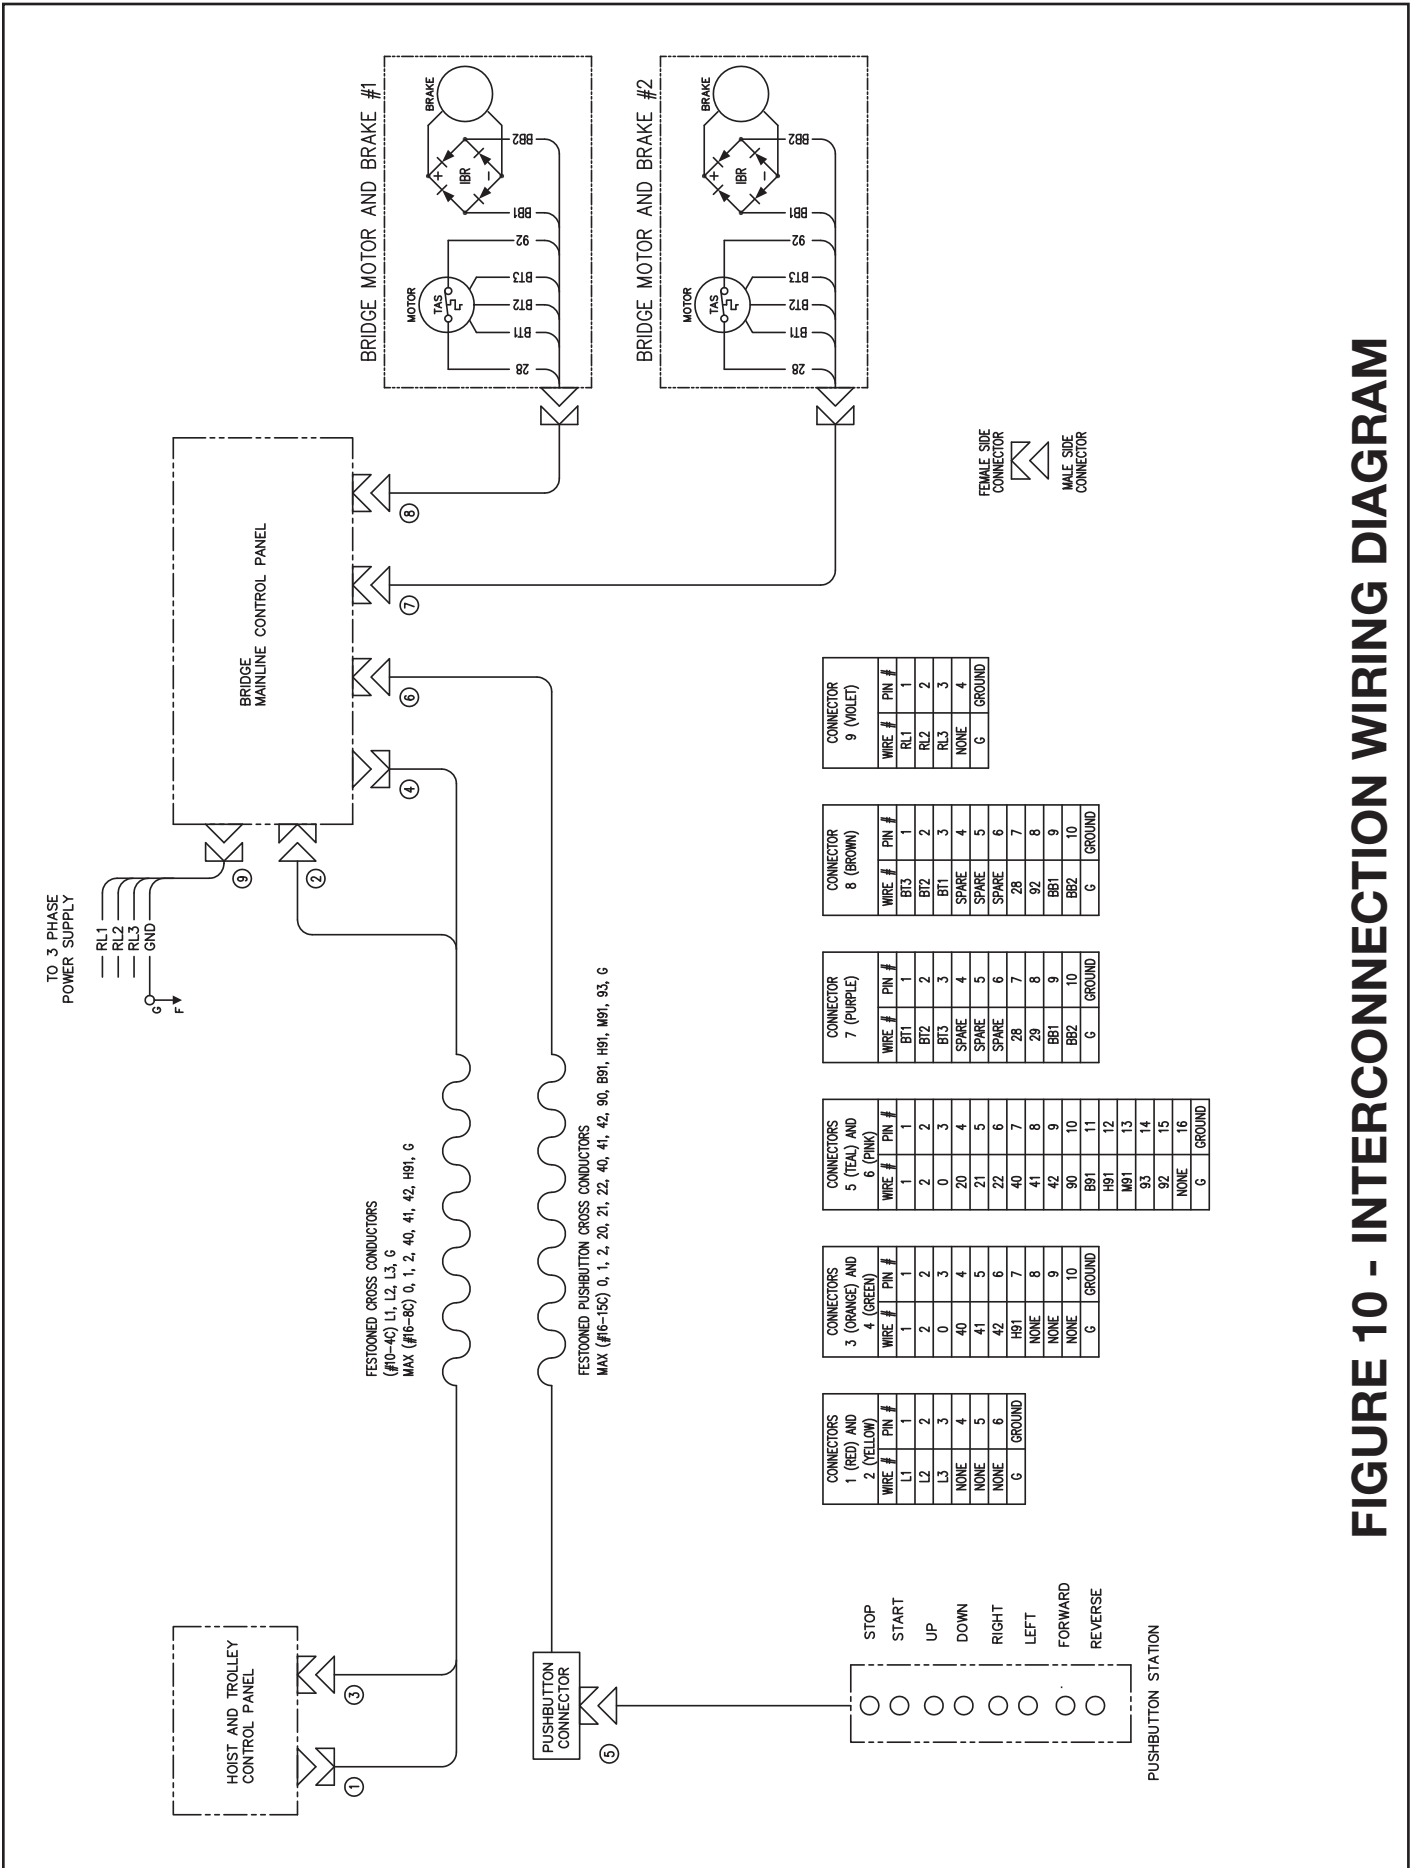 TO 3 PHASE
POWER SUPPLY
RL1
RL2
RL3
GND
G
F
9
2
HOIST AND TROLLEY
CONTROL PANEL
1
3
BRIDGE
MAINLINE CONTROL PANEL
4
6
7
8
BRIDGE MOTOR AND BRAKE #1
MOTOR
TAS
BRAKE
+
IBR
−
28
BT1
BT2
BT3
92
BB1
BB2
BRIDGE MOTOR AND BRAKE #2
MOTOR
TAS
BRAKE
+
IBR
−
28
BT1
BT2
BT3
92
BB1
BB2
FESTOONED CROSS CONDUCTORS
(#10-4C) L1, L2, L3, G
MAX (#16-8C) 0, 1, 2, 40, 41, 42, H91, G
FESTOONED PUSHBUTTON CROSS CONDUCTORS
MAX (#16-15C) 0, 1, 2, 20, 21, 22, 40, 41, 42, 90, B91, H91, M91, 93, G
PUSHBUTTON
CONNECTOR
5
STOP
START
UP
DOWN
RIGHT
LEFT
FORWARD
REVERSE
PUSHBUTTON STATION
CONNECTORS
1 (RED) AND
2 (YELLOW)
WIRE # PIN #
L1 1
L2 2
L3 3
NONE 4
NONE 5
NONE 6
G GROUND
CONNECTORS
3 (ORANGE) AND
4 (GREEN)
WIRE # PIN #
1 1
2 2
0 3
40 4
41 5
42 6
H91 7
NONE 8
NONE 9
NONE 10
G GROUND
CONNECTORS
5 (TEAL) AND
6 (PINK)
WIRE # PIN #
1 1
2 2
0 3
20 4
21 5
22 6
40 7
41 8
42 9
90 10
B91 11
H91 12
M91 13
93 14
92 15
NONE 16
G GROUND
CONNECTOR
7 (PURPLE)
WIRE # PIN #
BT1 1
BT2 2
BT3 3
SPARE 4
SPARE 5
SPARE 6
28 7
29 8
BB1 9
BB2 10
G GROUND
CONNECTOR
8 (BROWN)
WIRE # PIN #
BT3 1
BT2 2
BT1 3
SPARE 4
SPARE 5
SPARE 6
28 7
92 8
BB1 9
BB2 10
G GROUND
CONNECTOR
9 (VIOLET)
WIRE # PIN #
RL1 1
RL2 2
RL3 3
NONE 4
G GROUND
FEMALE SIDE
CONNECTOR
MALE SIDE
CONNECTOR
FIGURE 10 - INTERCONNECTION WIRING DIAGRAM